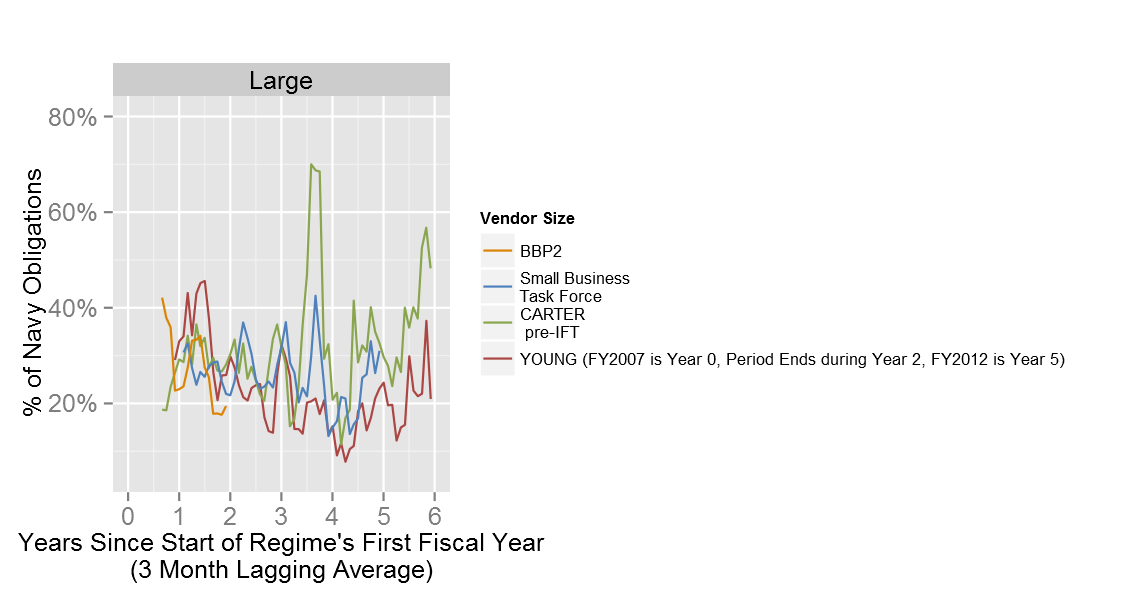 Large
80%
60%
40%
20%
% of Navy Obligations
0 1 2 3 4 5 6
Years Since Start of Regime's First Fiscal Year
(3 Month Lagging Average)
Vendor Size
BBP2
Small Business
Task Force
CARTER
pre-IFT
YOUNG (FY2007 is Year 0, Period Ends during Year 2, FY2012 is Year 5)